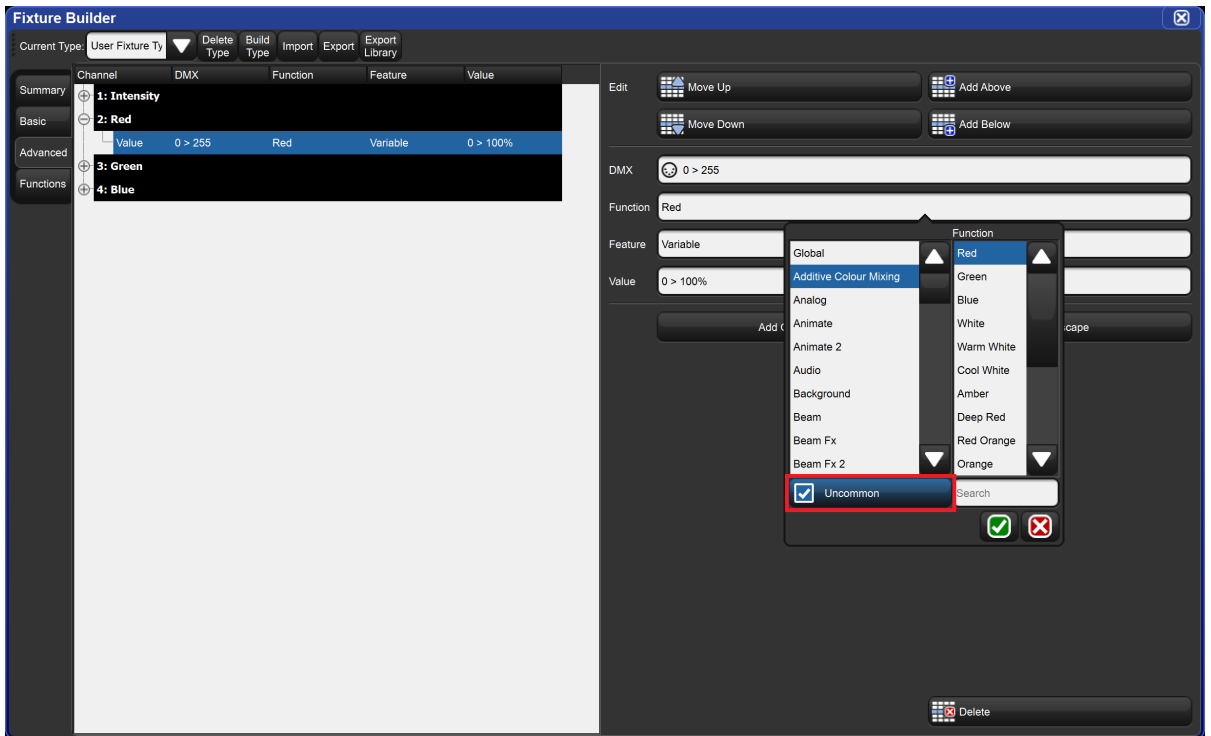 Fixture Builder
Current Type: User Fixture Ty
Delete Type
Build Type
Import
Export
Export Library
Summary
Basic
Advanced
Functions
Channel DMX Function Feature Value
1: Intensity
2: Red
Value 0 > 255 Red Variable 0 > 100%
3: Green
4: Blue
Edit
Move Up
Add Above
Move Down
Add Below
DMX 0 > 255
Function Red
Feature Variable
Value 0 > 100%
Add
cape
Function
Global
Additive Colour Mixing
Analog
Animate
Animate 2
Audio
Background
Beam
Beam Fx
Beam Fx 2
Red
Green
Blue
White
Warm White
Cool White
Amber
Deep Red
Red Orange
Orange
Uncommon
Search
Delete